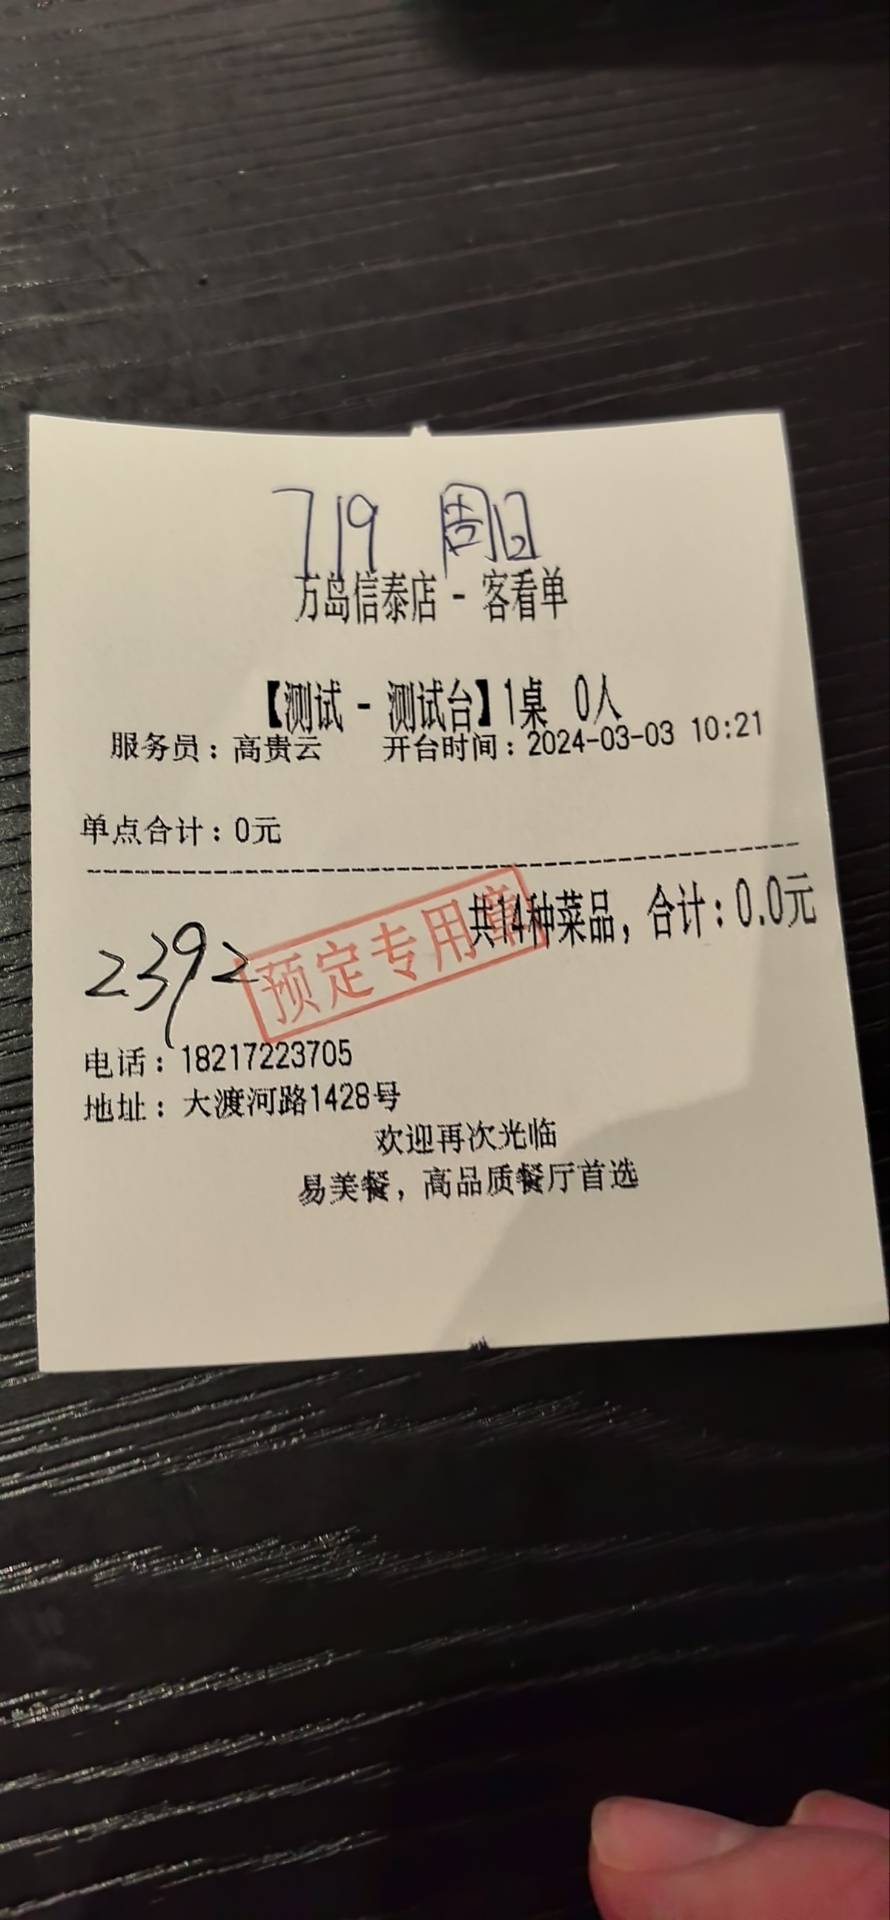 719 周日
万岛信泰店 - 客看单
【测试 - 测试台】1桌 0人
服务员：高贵云 开台时间：2024-03-03 10:21
单点合计：0元
共14种菜品，合计：0.0元
2392
预定专用章
电话：18217223705
地址：大渡河路1428号
欢迎再次光临
易美餐，高品质餐厅首选